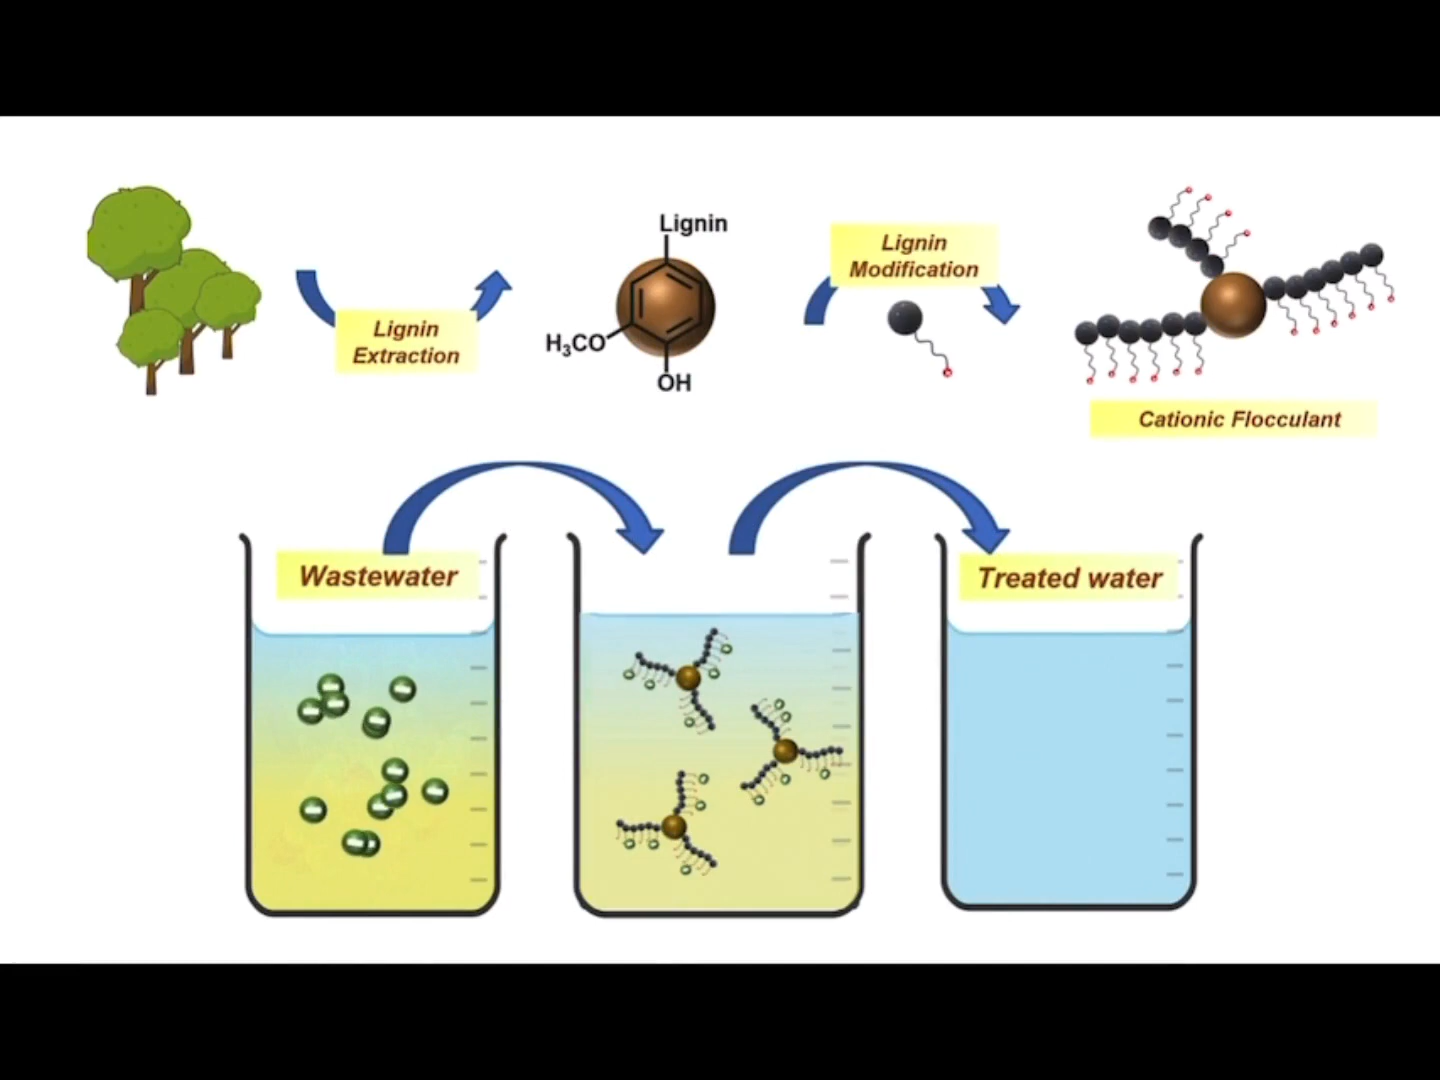 Lignin
Lignin
Extraction
H₃CO
OH
Lignin
Modification
Cationic Flocculant
Wastewater
Treated water